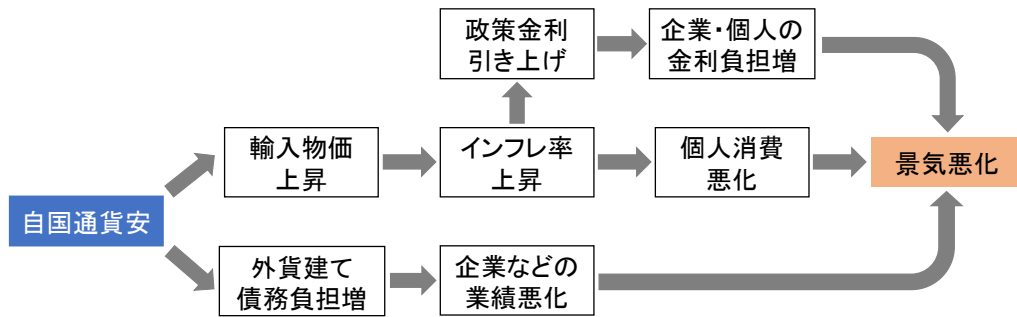 政策金利
引き上げ
企業・個人の
金利負担増
輸入物価
上昇
インフレ率
上昇
個人消費
悪化
景気悪化
自国通貨安
外貨建て
債務負担増
企業などの
業績悪化